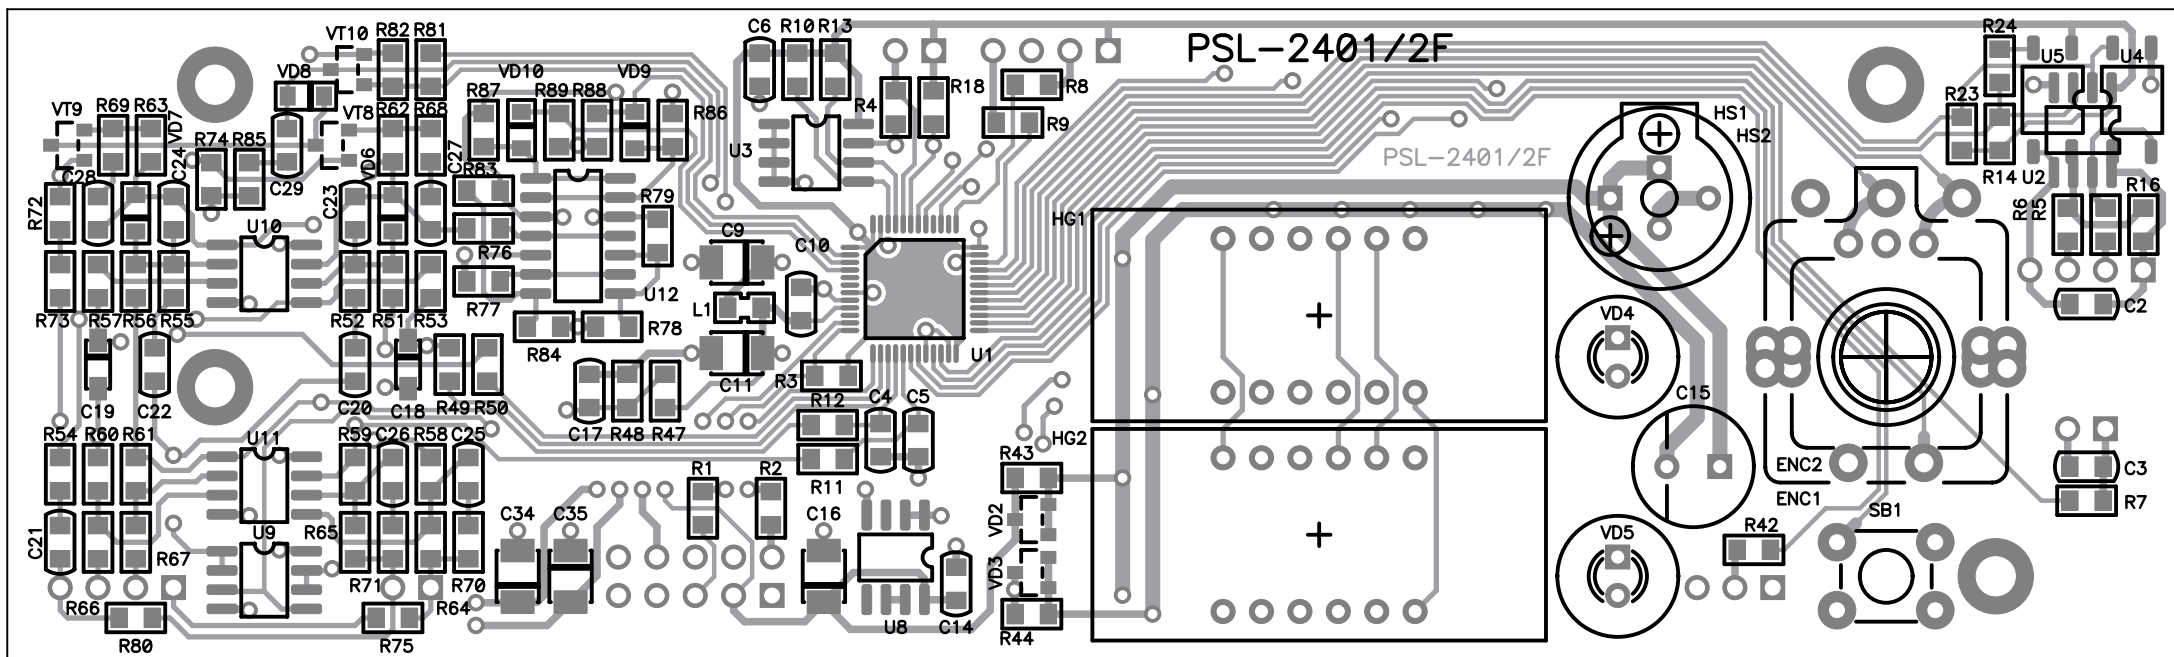 VT10 R82 R81 C6 R10 R13 PSL-2401/2F R24
U5 U4
VD8 VD10 VD9 R8
R87 R89 R88 R18
VT9 R69 R63 VT8 R62 R68 R86 R4 R23
VD7 R9 HS1
HS2
R74 R85 U3 PSL-2401/2F
C24 VD6 C27
C28 C29 R83 R14 U2
R72 C23 R79 R6 R5 R16
U10 HG1
C9 C10
R76
R77 U12 L1 C2
R73 R57 R56 R55 R52 R51 R53 R78 VD4
R84 C11 R3 U1
C19 C22 C20 C18 R49 R50 C15
R12 C4 C5
R54 R60 R61 U11 R59 C26 R58 C25 C17 R48 R47 HG2
R43
R1 R2 R11 ENC2 C3
ENC1 R7
C34 C35 C16 VD2 SB1
C21 U9 R65 R42
R67 VD5
R71 R70 VD3
R66 R64
U8 C14 R44
R80 R75